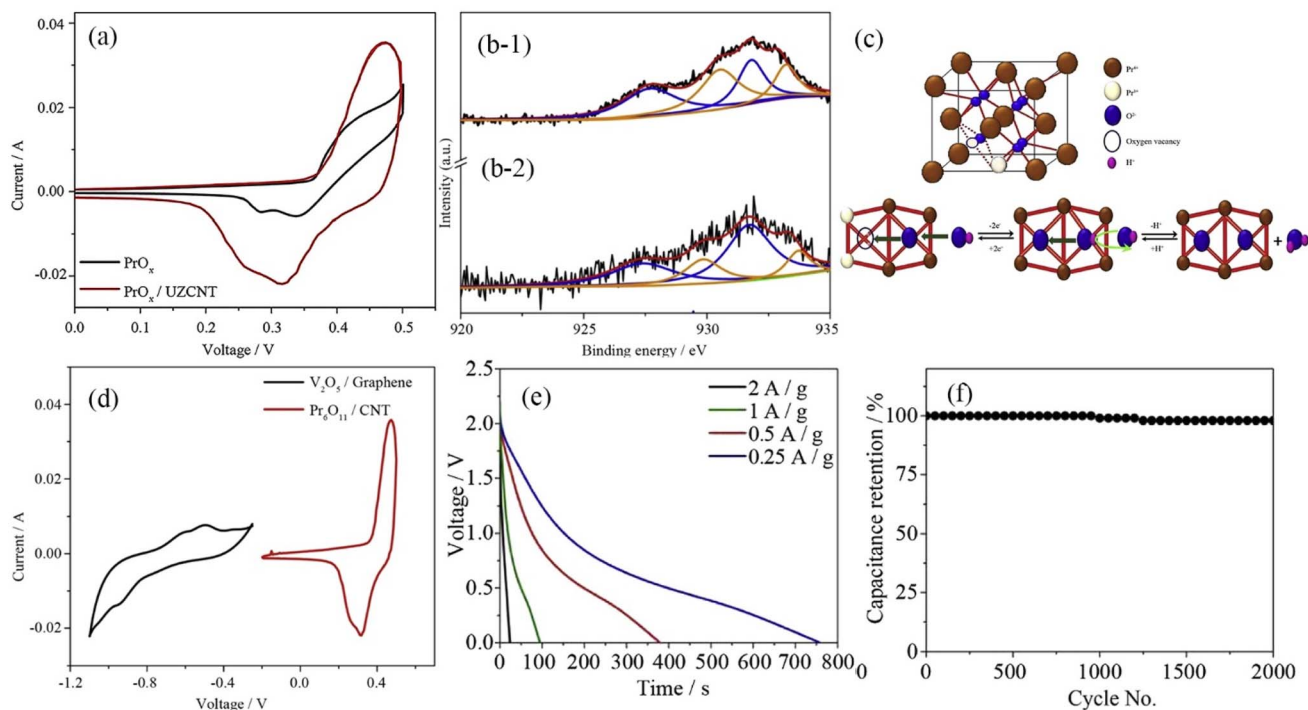 (a)
0.04
0.02
0.00
-0.02
Current / A
PrOₓ
PrOₓ / UZCNT
0.0 0.1 0.2 0.3 0.4 0.5
Voltage / V
(b-1)
(b-2)
Intensity (a.u.)
920 925 930 935
Binding energy / eV
(c)
Pr⁴⁺
Pr³⁺
O²⁻
Oxygen vacancy
H⁺
-2e⁻
+2e⁻
-H⁺
+H⁺
+
(d)
V₂O₅ / Graphene
Pr₆O₁₁ / CNT
0.04
0.02
0.00
-0.02
Current / A
-1.2 -0.8 -0.4 0.0 0.4
Voltage / V
(e)
2 A / g
1 A / g
0.5 A / g
0.25 A / g
2.5
2.0
1.5
1.0
0.5
0.0
Voltage / V
0 100 200 300 400 500 600 700 800
Time / s
(f)
100
75
50
25
0
Capacitance retention / %
0 500 1000 1500 2000
Cycle No.